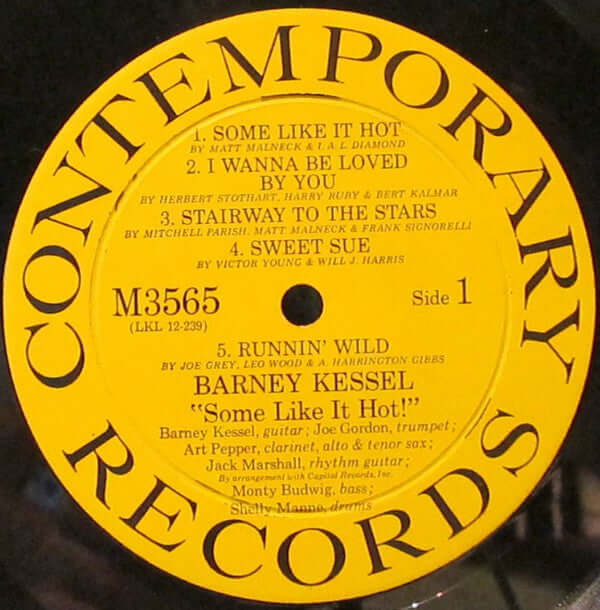 CONTEMPORARY
1. SOME LIKE IT HOT
BY MATT MALNECK & I. A. L. DIAMOND
2. I WANNA BE LOVED
BY YOU
BY HERBERT STOTHART, HARRY RUBY & BERT KALMAR
3. STAIRWAY TO THE STARS
BY MITCHELL PARISH, MATT MALNECK & FRANK SIGNORELLI
4. SWEET SUE
BY VICTOR YOUNG & WILL J. HARRIS
M3565
Side 1
(LKL 12-239)
5. RUNNIN' WILD
BY JOE GREY, LEO WOOD & A. HARRINGTON GIBBS
BARNEY KESSEL
"Some Like It Hot!"
Barney Kessel, guitar; Joe Gordon, trumpet;
Art Pepper, clarinet, alto & tenor sax;
Jack Marshall, rhythm guitar;
By arrangement with Capitol Records, Inc.
Monty Budwig, bass;
Shelly Manne, drums
RECORDS